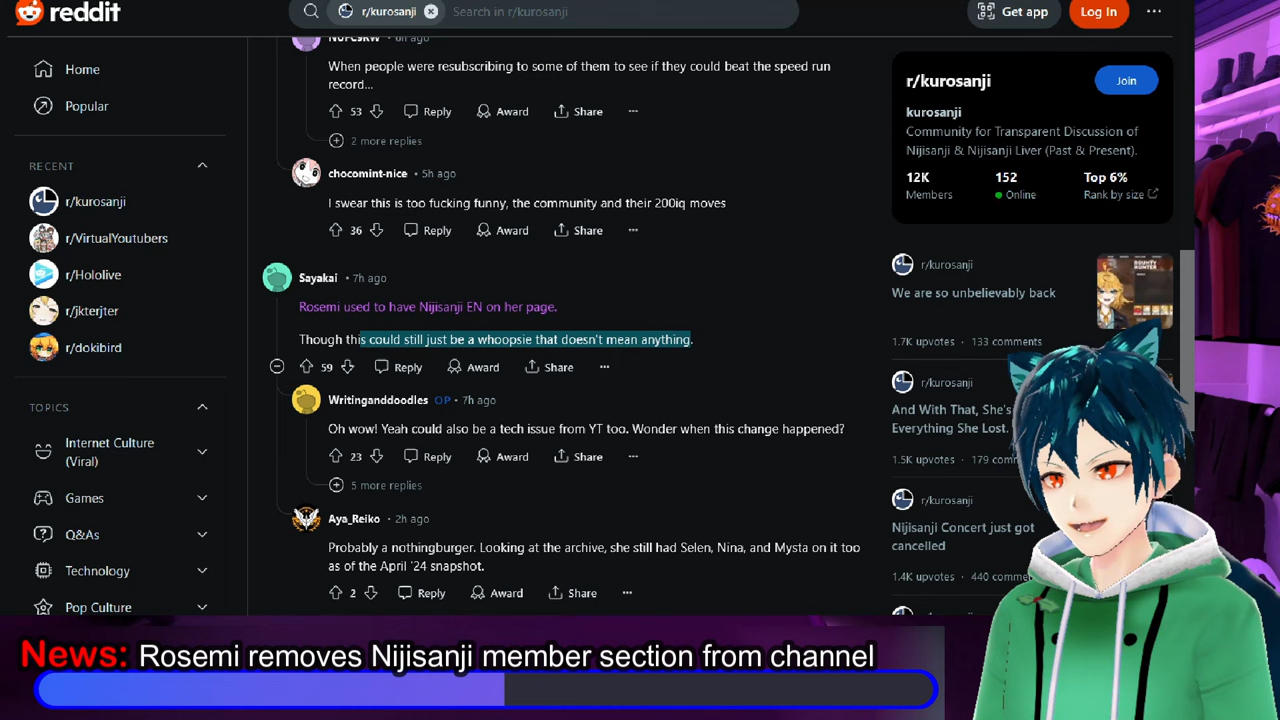 reddit
r/kurosanji
Search in r/kurosanji
Get app
Log In
Home
Popular
RECENT
r/kurosanji
r/VirtualYoutubers
r/Hololive
r/jkterjter
r/dokibird
TOPICS
Internet Culture
(Viral)
Games
Q&As
Technology
Pop Culture
When people were resubscribing to some of them to see if they could beat the speed run
record...
53 Reply Award Share
2 more replies
chocomint-nice • 5h ago
I swear this is too fucking funny, the community and their 200iq moves
36 Reply Award Share
Sayakai • 7h ago
Rosemi used to have Nijisanji EN on her page.
Though this could still just be a whoopsie that doesn't mean anything.
59 Reply Award Share
Writinganddoodles OP • 7h ago
Oh wow! Yeah could also be a tech issue from YT too. Wonder when this change happened?
23 Reply Award Share
5 more replies
Aya_Reiko • 2h ago
Probably a nothingburger. Looking at the archive, she still had Selen, Nina, and Mysta on it too
as of the April '24 snapshot.
2 Reply Award Share
r/kurosanji
Join
kurosanji
Community for Transparent Discussion of
Nijisanji & Nijisanji Liver (Past & Present).
12K 152 Top 6%
Members Online Rank by size
r/kurosanji
We are so unbelievably back
BOUNTY
HUNTER
1.7K upvotes • 133 comments
r/kurosanji
And With That, She's
Everything She Lost.
1.5K upvotes • 179
r/kurosanji
Nijisanji Concert just got
cancelled
1.4K upvotes • 440
News: Rosemi removes Nijisanji member section from channel